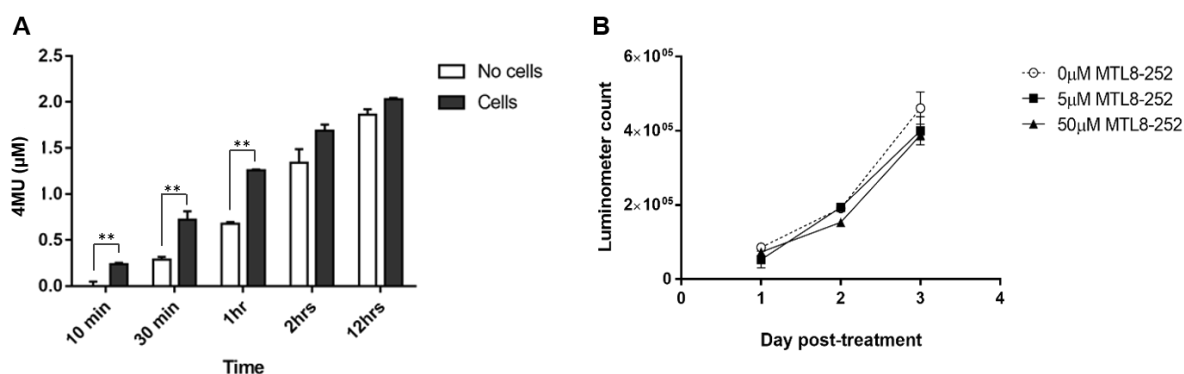 A
2.5
2.0
1.5
1.0
0.5
0.0
4MU (μM)
**
**
**
No cells
Cells
10 min
30 min
1hr
2hrs
12hrs
Time
B
6×10⁰⁵
4×10⁰⁵
2×10⁰⁵
0
Luminometer count
0 1 2 3 4
Day post-treatment
0μM MTL8-252
5μM MTL8-252
50μM MTL8-252